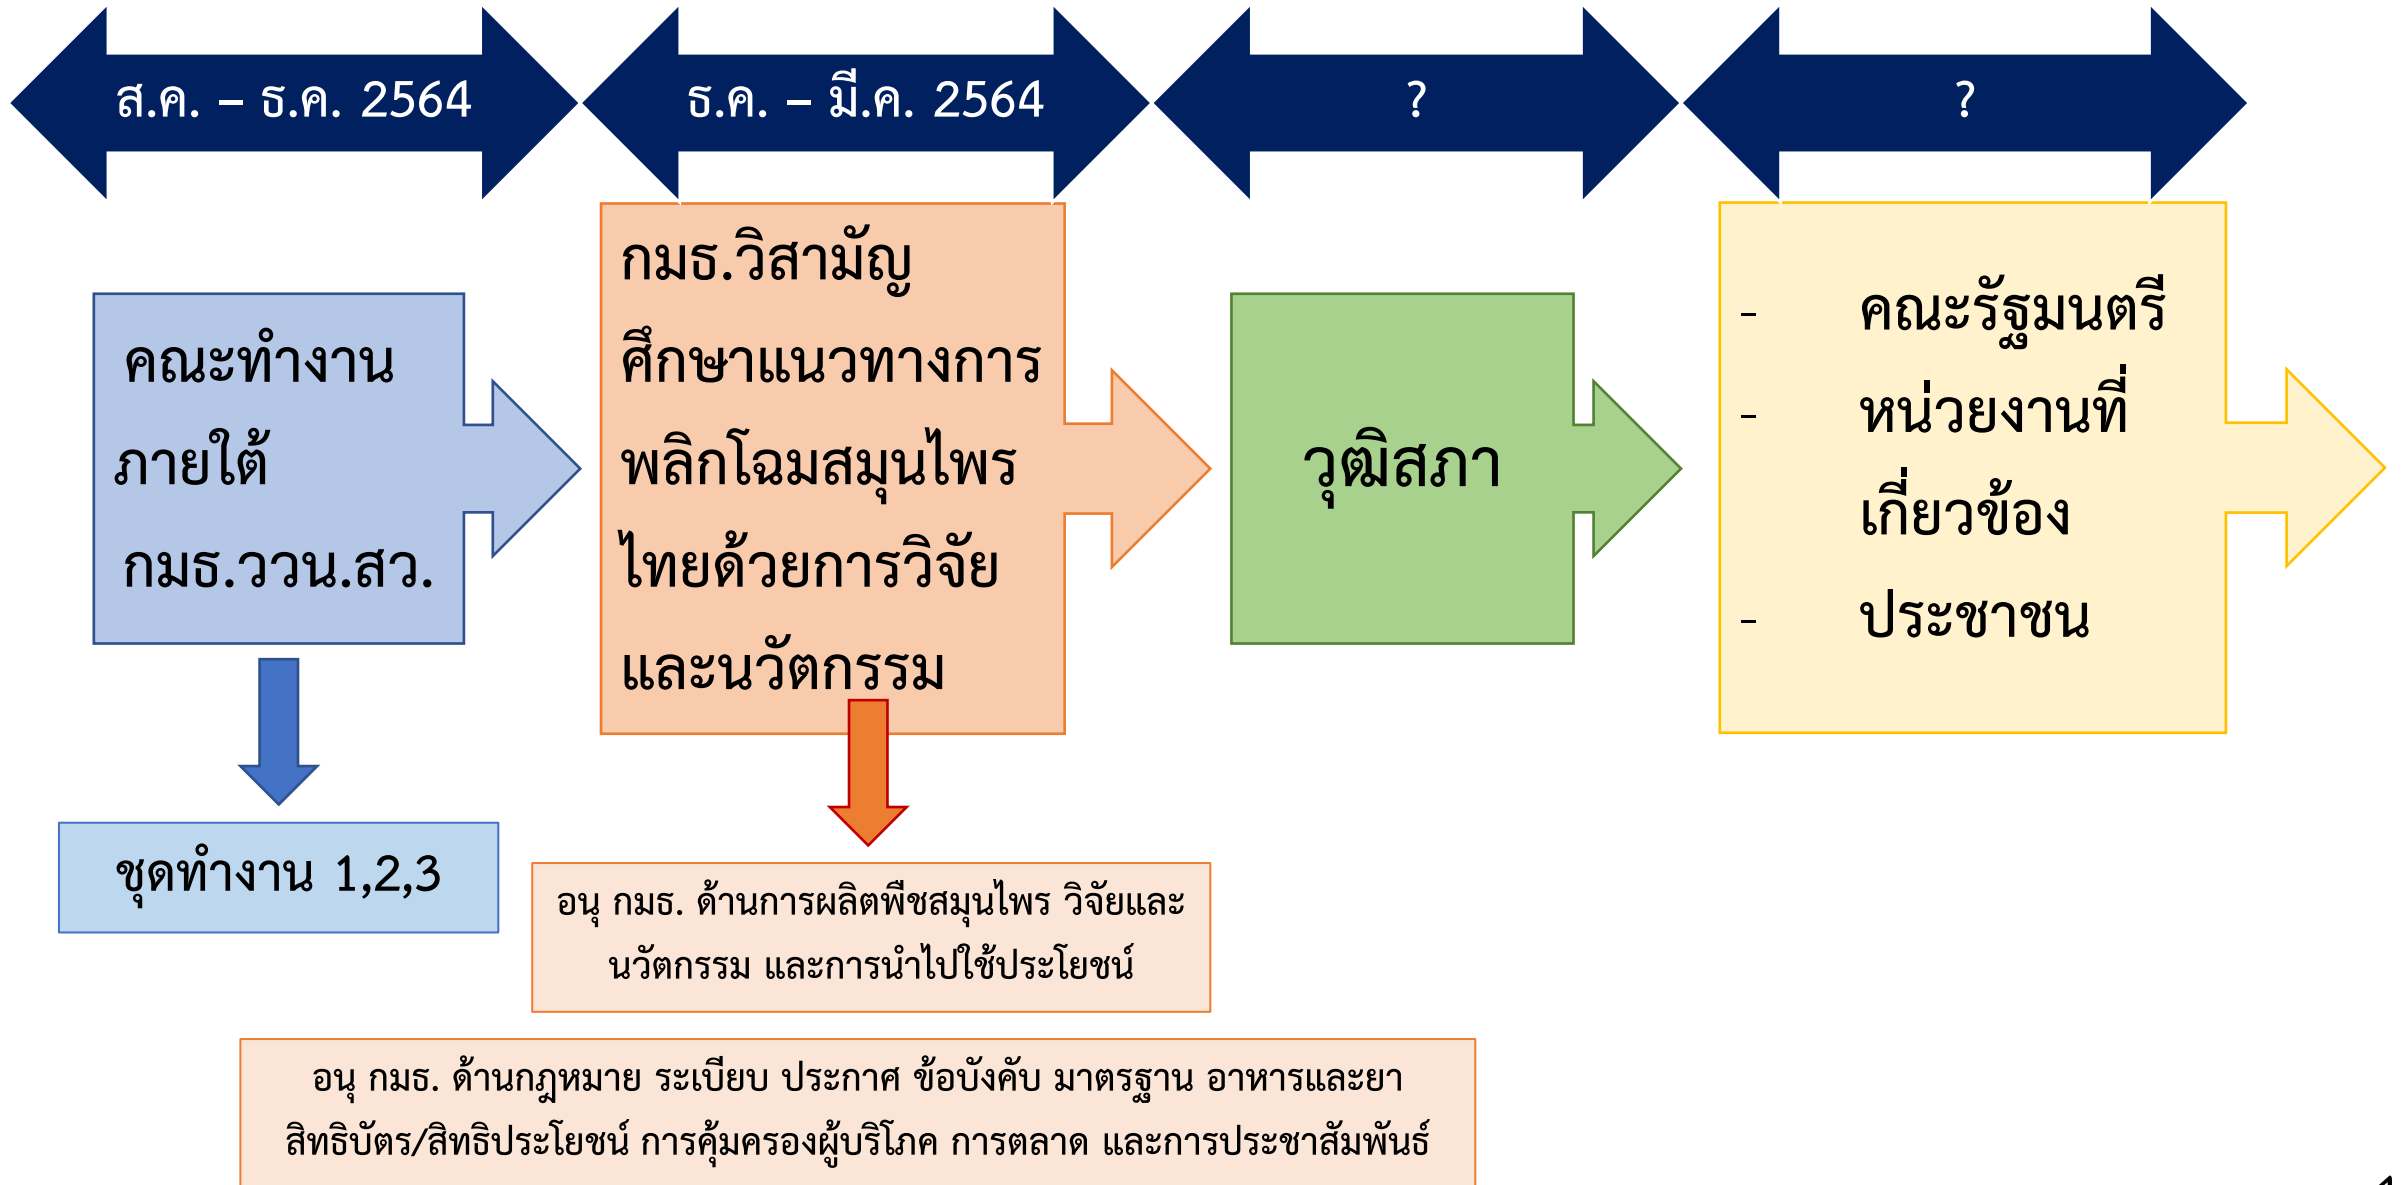 ส.ค. – ธ.ค. 2564
ธ.ค. – มี.ค. 2564
?
?
คณะทำงาน
ภายใต้
กมธ.ววน.สว.
กมธ.วิสามัญ
ศึกษาแนวทางการ
พลิกโฉมสมุนไพร
ไทยด้วยการวิจัย
และนวัตกรรม
วุฒิสภา
- คณะรัฐมนตรี
- หน่วยงานที่
เกี่ยวข้อง
- ประชาชน
ชุดทำงาน 1,2,3
อนุ กมธ. ด้านการผลิตพืชสมุนไพร วิจัยและ
นวัตกรรม และการนำไปใช้ประโยชน์
อนุ กมธ. ด้านกฎหมาย ระเบียบ ประกาศ ข้อบังคับ มาตรฐาน อาหารและยา
สิทธิบัตร/สิทธิประโยชน์ การคุ้มครองผู้บริโภค การตลาด และการประชาสัมพันธ์